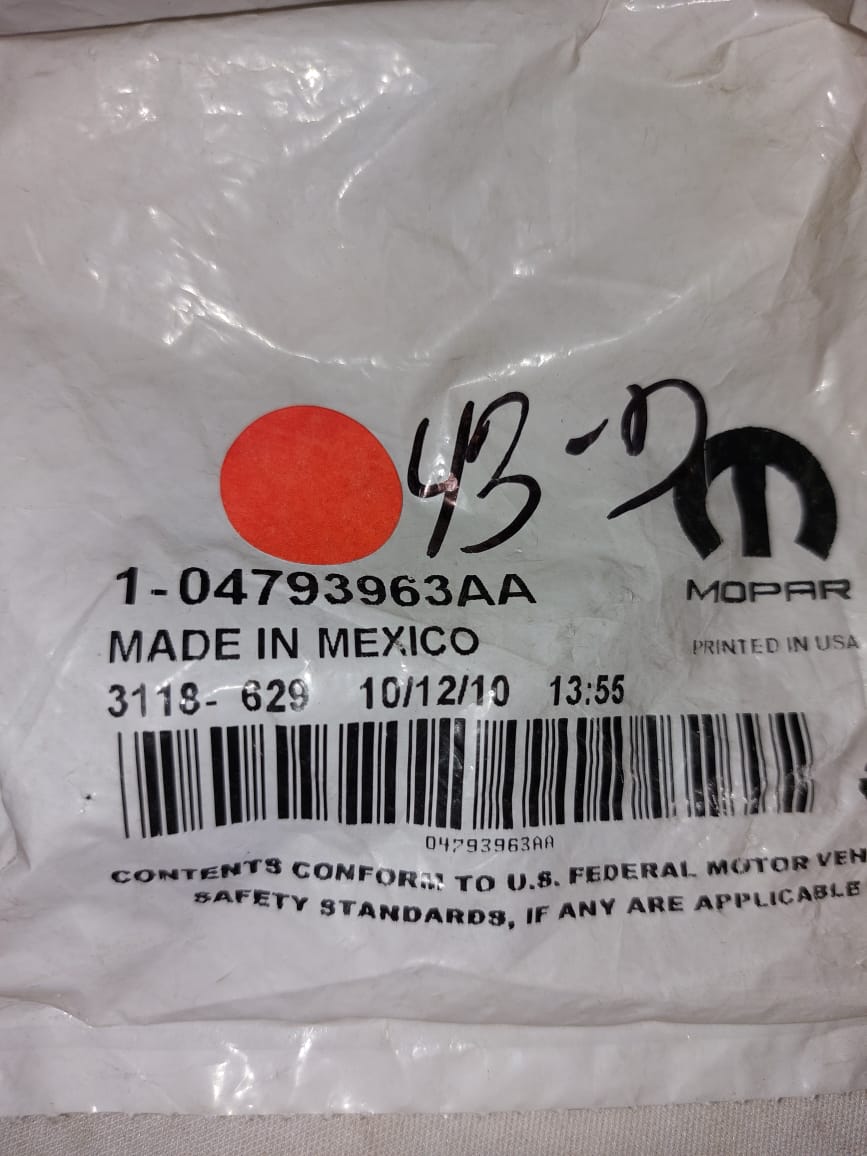 43
1-04793963AA
MOPAR
MADE IN MEXICO
PRINTED IN USA
3118- 629 10/12/10 13:55
04793963AA
CONTENTS CONFORM TO U.S. FEDERAL MOTOR VEH
SAFETY STANDARDS, IF ANY ARE APPLICABLE